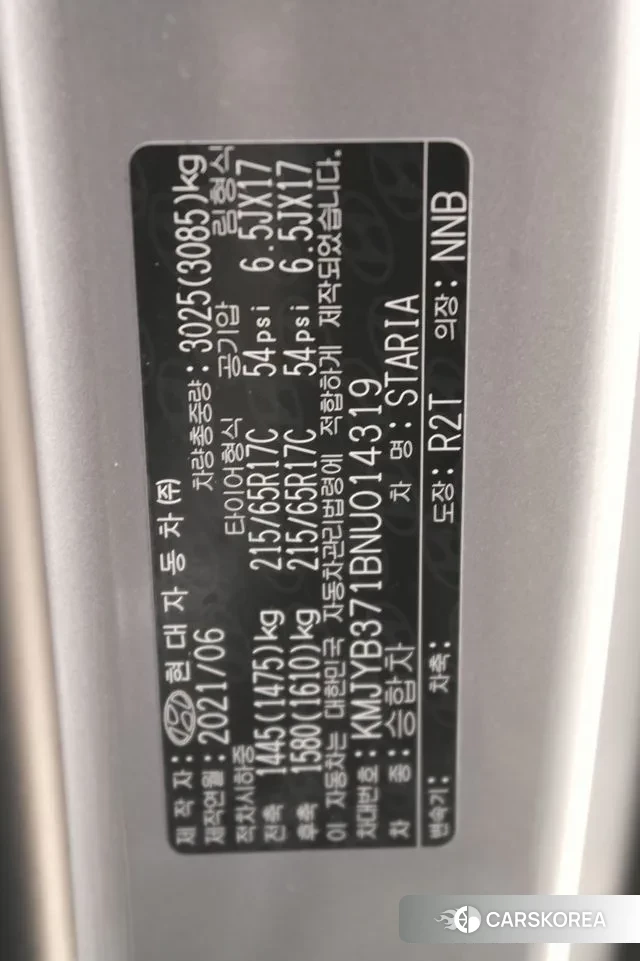 제 작 자 : HYUNDAI 현 대 자 동 차 ㈜
제작연월 : 2021/06 차량총중량 : 3025(3085)kg
적차시하중 타이어형식 공기압 림형식
전축 1445(1475)kg 215/65R17C 54psi 6.5JX17
후축 1580(1610)kg 215/65R17C 54psi 6.5JX17
이 자동차는 대한민국 자동차관리법령에 적합하게 제작되었습니다.
차대번호 : KMJYB371BNU014319
차 종 : 승합차 차 명 : STARIA
변속기 : 차축 : 도장 : R2T 의장 : NNB
CARSKOREA